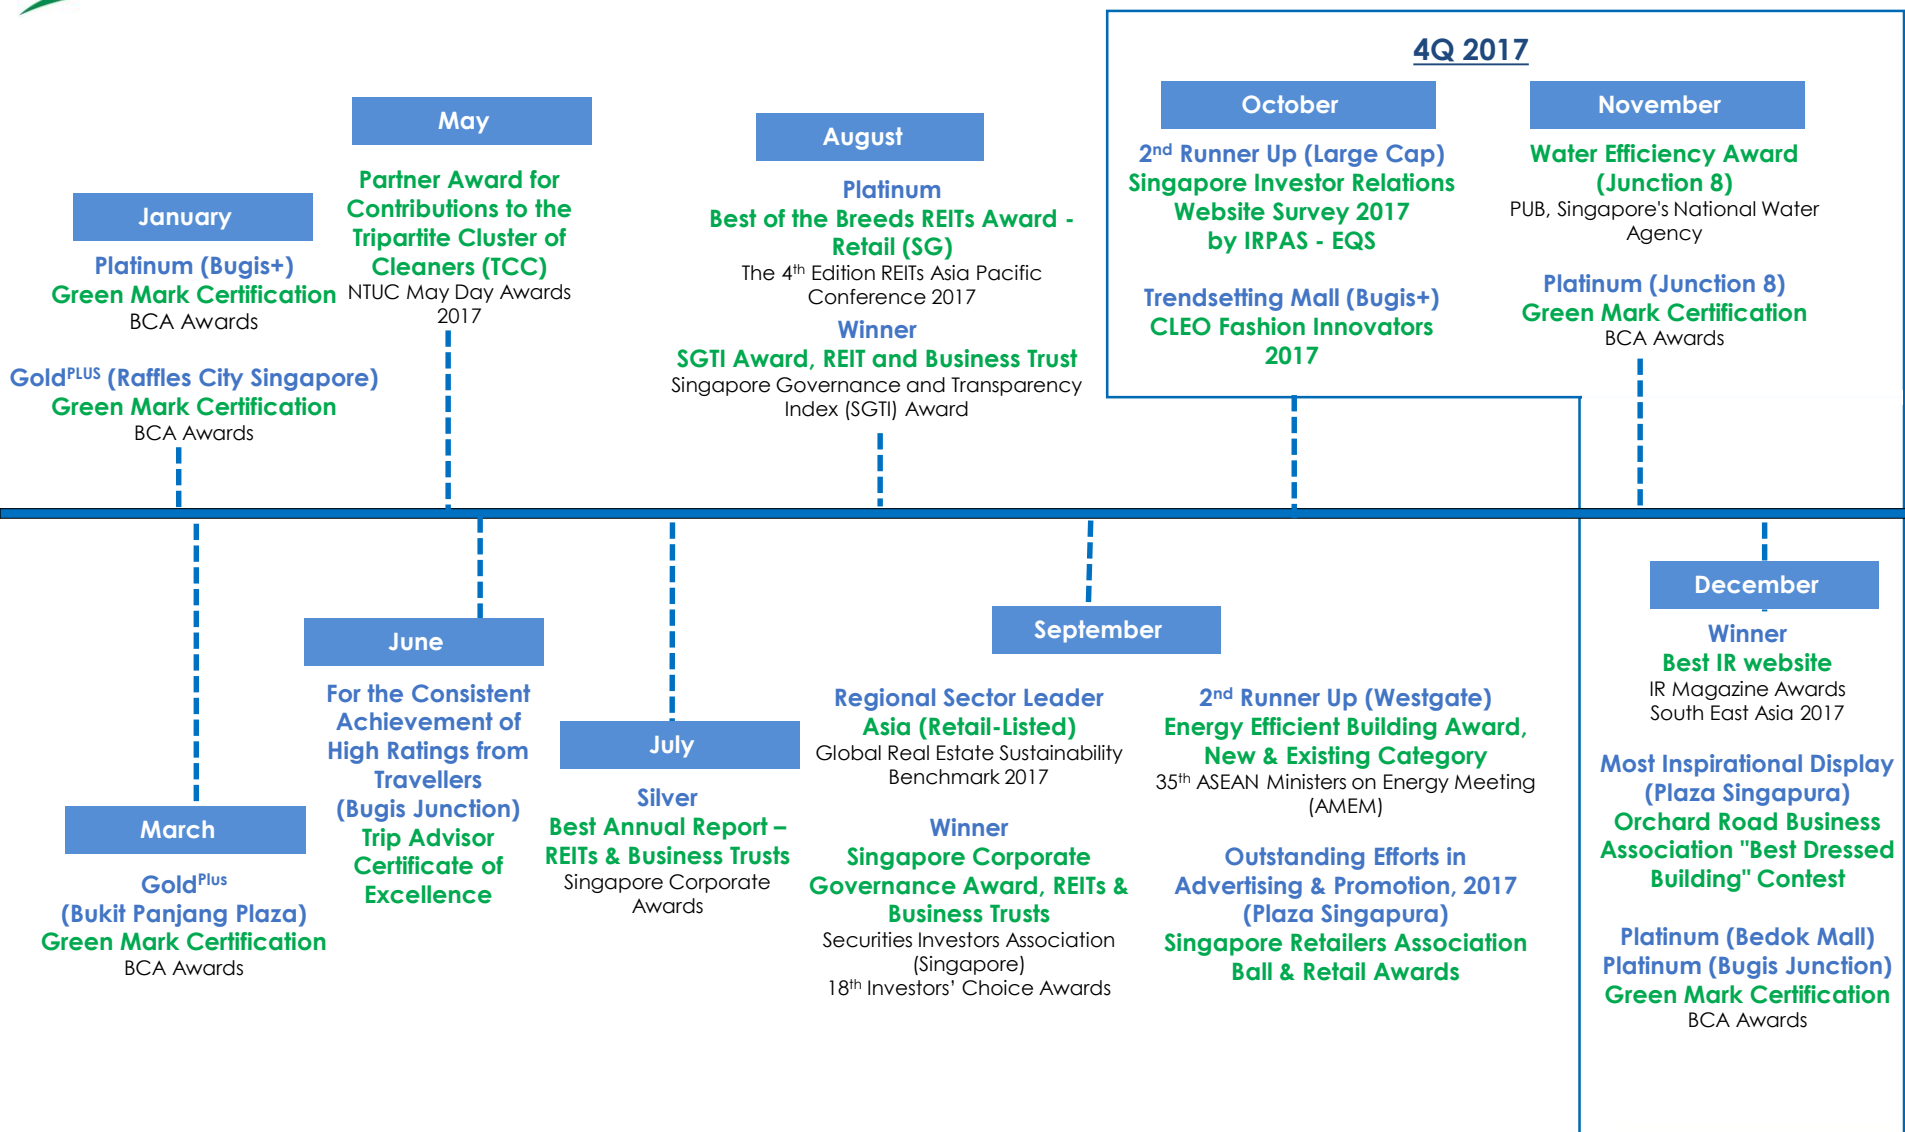 4Q 2017
January
Platinum (Bugis+)
Green Mark Certification
BCA Awards
Gold^PLUS (Raffles City Singapore)
Green Mark Certification
BCA Awards
May
Partner Award for
Contributions to the
Tripartite Cluster of
Cleaners (TCC)
NTUC May Day Awards
2017
August
Platinum
Best of the Breeds REITs Award -
Retail (SG)
The 4th Edition REITs Asia Pacific
Conference 2017
Winner
SGTI Award, REIT and Business Trust
Singapore Governance and Transparency
Index (SGTI) Award
October
2nd Runner Up (Large Cap)
Singapore Investor Relations
Website Survey 2017
by IRPAS - EQS
Trendsetting Mall (Bugis+)
CLEO Fashion Innovators
2017
November
Water Efficiency Award
(Junction 8)
PUB, Singapore's National Water
Agency
Platinum (Junction 8)
Green Mark Certification
BCA Awards
March
Gold^Plus
(Bukit Panjang Plaza)
Green Mark Certification
BCA Awards
June
For the Consistent
Achievement of
High Ratings from
Travellers
(Bugis Junction)
Trip Advisor
Certificate of
Excellence
July
Silver
Best Annual Report –
REITs & Business Trusts
Singapore Corporate
Awards
September
Regional Sector Leader
Asia (Retail-Listed)
Global Real Estate Sustainability
Benchmark 2017
Winner
Singapore Corporate
Governance Award, REITs &
Business Trusts
Securities Investors Association
(Singapore)
18th Investors’ Choice Awards
2nd Runner Up (Westgate)
Energy Efficient Building Award,
New & Existing Category
35th ASEAN Ministers on Energy Meeting
(AMEM)
Outstanding Efforts in
Advertising & Promotion, 2017
(Plaza Singapura)
Singapore Retailers Association
Ball & Retail Awards
December
Winner
Best IR website
IR Magazine Awards
South East Asia 2017
Most Inspirational Display
(Plaza Singapura)
Orchard Road Business
Association "Best Dressed
Building" Contest
Platinum (Bedok Mall)
Platinum (Bugis Junction)
Green Mark Certification
BCA Awards